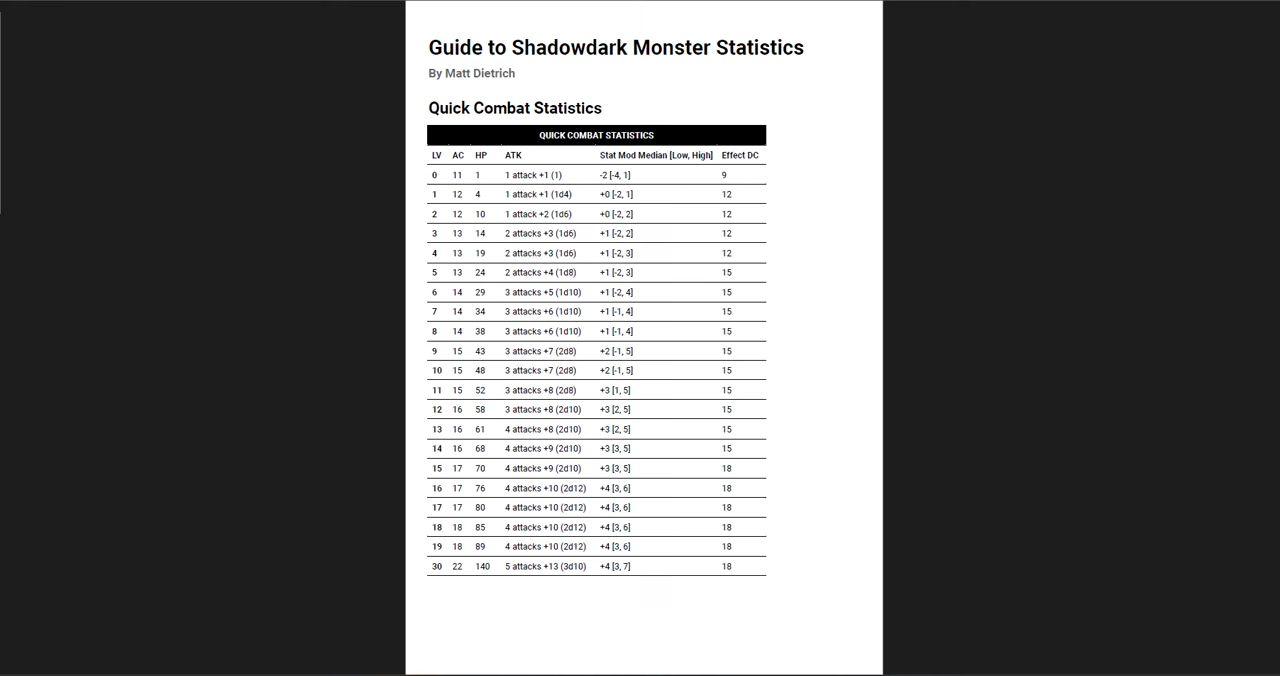 Guide to Shadowdark Monster Statistics
By Matt Dietrich
Quick Combat Statistics
QUICK COMBAT STATISTICS
LV AC HP ATK Stat Mod Median [Low, High] Effect DC
0 11 1 1 attack +1 (1) -2 [-4, 1] 9
1 12 4 1 attack +1 (1d4) +0 [-2, 1] 12
2 12 10 1 attack +2 (1d6) +0 [-2, 2] 12
3 13 14 2 attacks +3 (1d6) +1 [-2, 2] 12
4 13 19 2 attacks +3 (1d6) +1 [-2, 3] 12
5 13 24 2 attacks +4 (1d8) +1 [-2, 3] 15
6 14 29 3 attacks +5 (1d10) +1 [-2, 4] 15
7 14 34 3 attacks +6 (1d10) +1 [-1, 4] 15
8 14 38 3 attacks +6 (1d10) +1 [-1, 4] 15
9 15 43 3 attacks +7 (2d8) +2 [-1, 5] 15
10 15 48 3 attacks +7 (2d8) +2 [-1, 5] 15
11 15 52 3 attacks +8 (2d8) +3 [1, 5] 15
12 16 58 3 attacks +8 (2d10) +3 [2, 5] 15
13 16 61 4 attacks +8 (2d10) +3 [2, 5] 15
14 16 68 4 attacks +9 (2d10) +3 [3, 5] 15
15 17 70 4 attacks +9 (2d10) +3 [3, 5] 18
16 17 76 4 attacks +10 (2d12) +4 [3, 6] 18
17 17 80 4 attacks +10 (2d12) +4 [3, 6] 18
18 18 85 4 attacks +10 (2d12) +4 [3, 6] 18
19 18 89 4 attacks +10 (2d12) +4 [3, 6] 18
30 22 140 5 attacks +13 (3d10) +4 [3, 7] 18